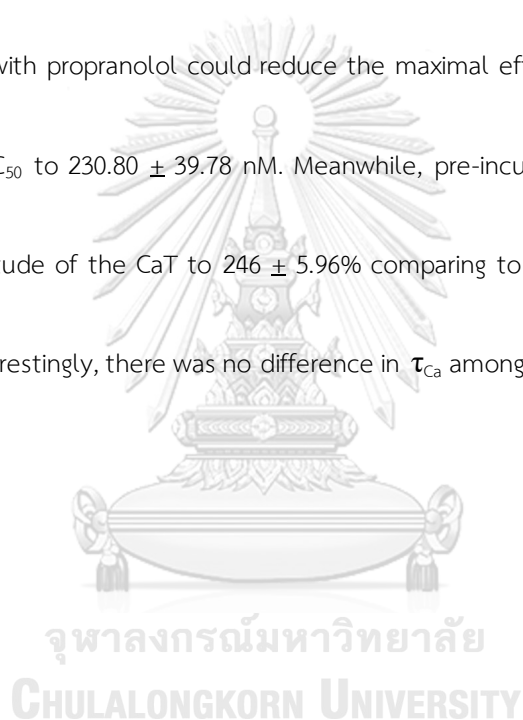 with propranolol could reduce the maximal eff
C₅₀ to 230.80 ± 39.78 nM. Meanwhile, pre-incu
ude of the CaT to 246 ± 5.96% comparing to
restingly, there was no difference in τCa among
จุฬาลงกรณ์มหาวิทยาลัย
CHULALONGKORN UNIVERSITY